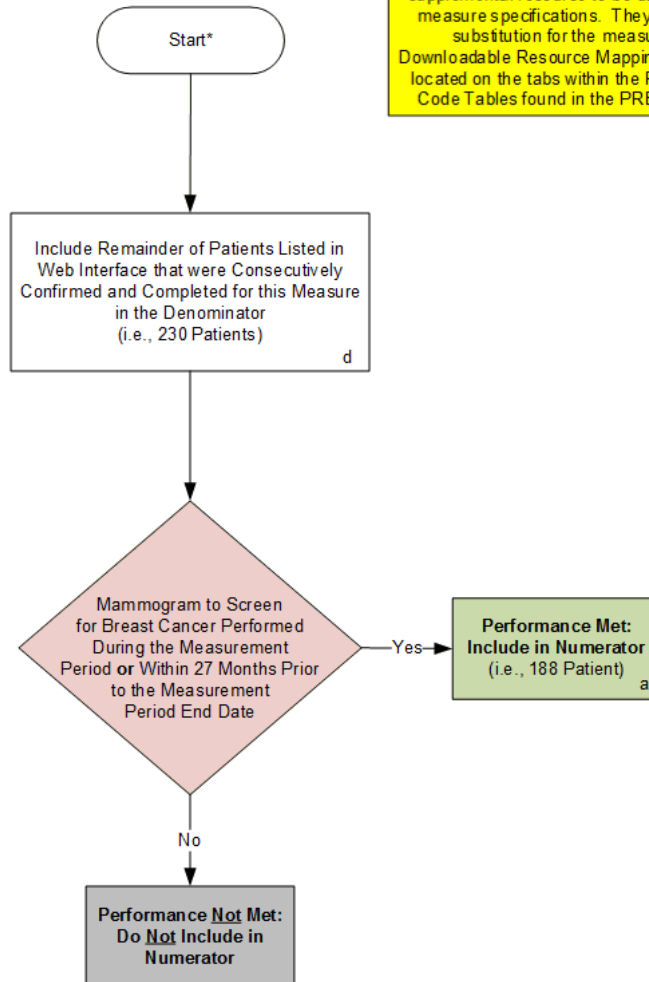 supplemental resource to be
measure specifications. They
substitution for the
Downloadable Resource
located on the tabs within the
Code Tables found in the
Start*
Include Remainder of Patients Listed in
Web Interface that were Consecutively
Confirmed and Completed for this Measure
in the Denominator
(i.e., 230 Patients)
d
Mammogram to Screen
for Breast Cancer Performed
During the Measurement
Period or Within 27 Months Prior
to the Measurement
Period End Date
Yes
Performance Met:
Include in Numerator
(i.e., 188 Patient)
a
No
Performance Not Met:
Do Not Include in
Numerator